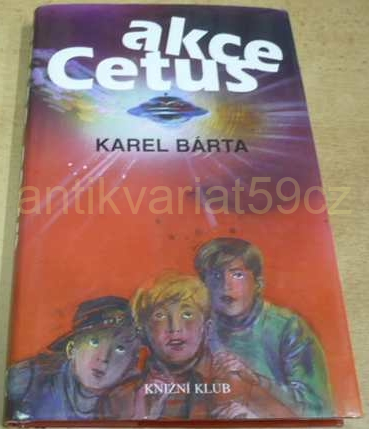 akce
Cetus
KAREL BÁRTA
antikvariat59cz
KNIŽNÍ KLUB